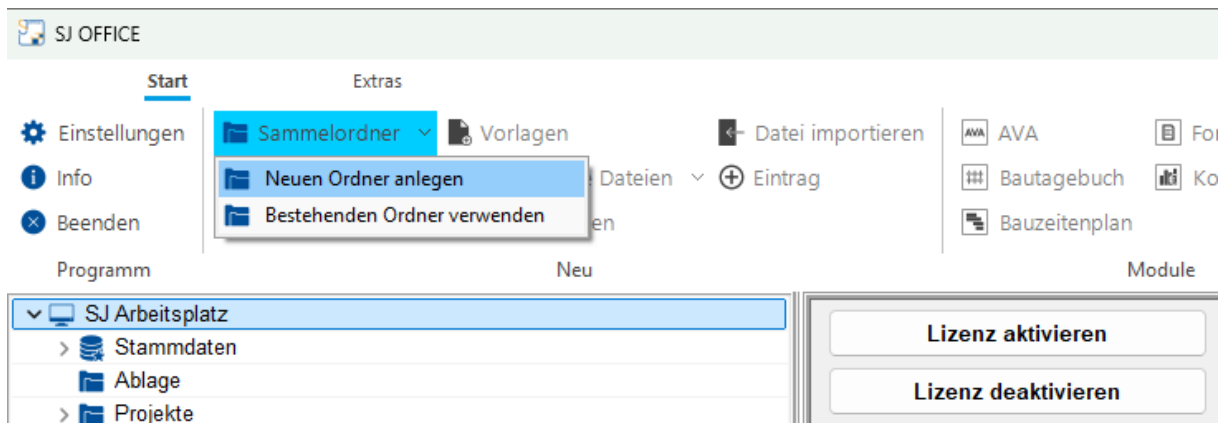 SJ OFFICE
Start Extras
Einstellungen Sammelordner Vorlagen Datei importieren AVA
Info Neuen Ordner anlegen Dateien Eintrag Bautagebuch
Beenden Bestehenden Ordner verwenden Bauzeitenplan
Programm Neu Module
SJ Arbeitsplatz
Stammdaten
Ablage
Projekte
Lizenz aktivieren
Lizenz deaktivieren